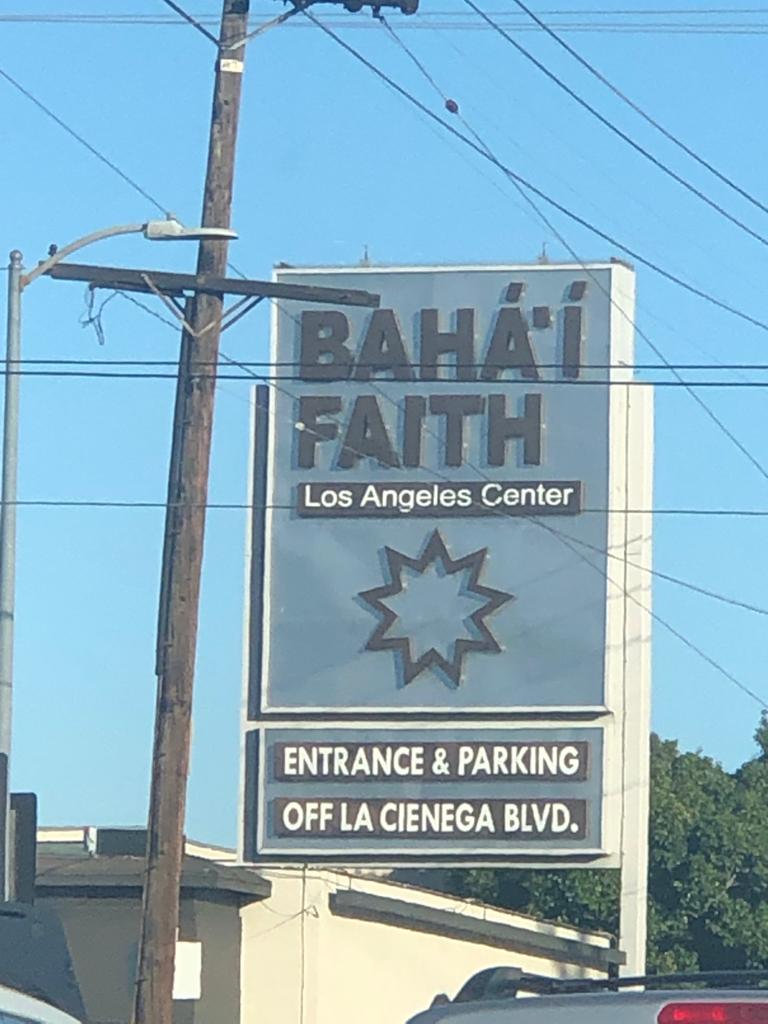 BAHÁ'Í
FAITH
Los Angeles Center
ENTRANCE & PARKING
OFF LA CIENEGA BLVD.